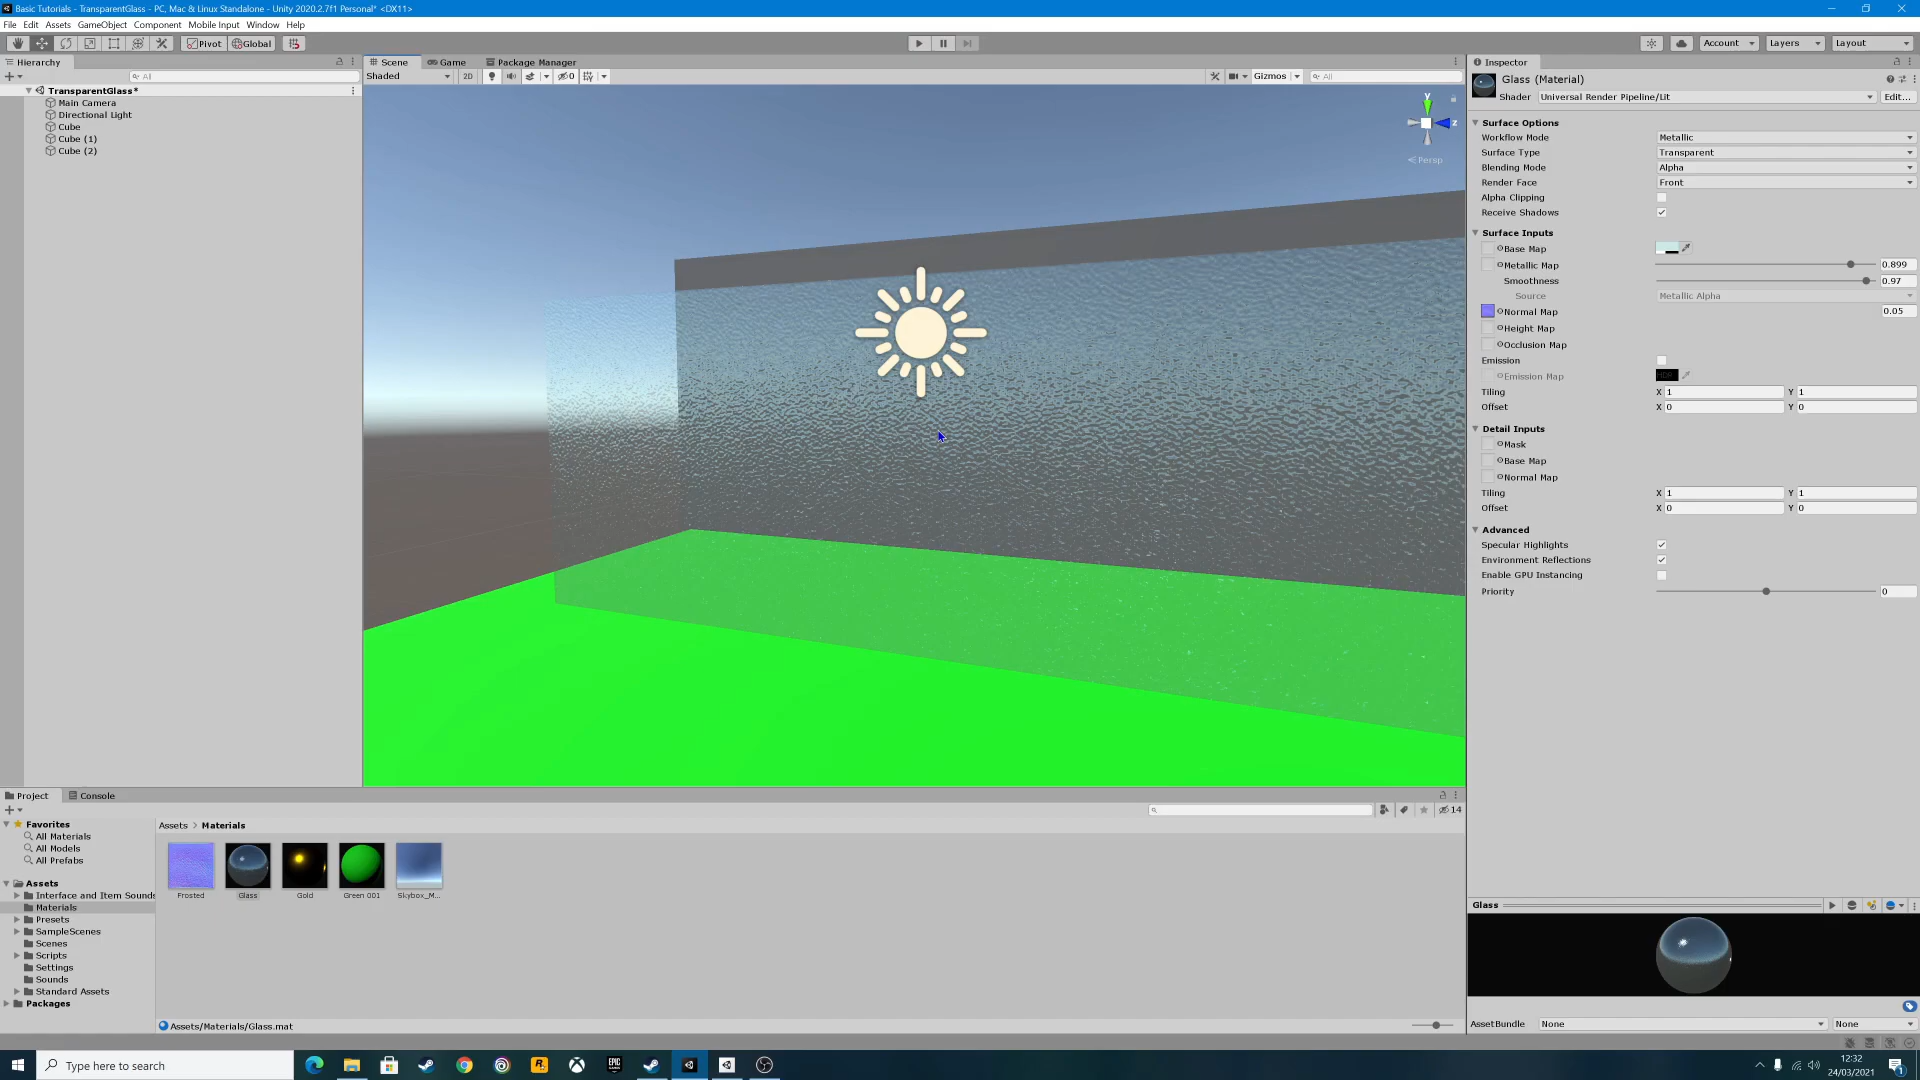 Basic Tutorials - TransparentGlass - PC, Mac & Linux Standalone - Unity 2020.2.7f1 Personal* <DX11>
File Edit Assets GameObject Component Mobile Input Window Help
Pivot Global Account Layers Layout
Hierarchy
All
TransparentGlass*
Main Camera
Directional Light
Cube
Cube (1)
Cube (2)
Scene Game Package Manager
Shaded 2D 0 Gizmos All
y
z
Persp
Inspector
Glass (Material)
Shader Universal Render Pipeline/Lit Edit...
Surface Options
Workflow Mode Metallic
Surface Type Transparent
Blending Mode Alpha
Render Face Front
Alpha Clipping
Receive Shadows
Surface Inputs
Base Map
Metallic Map 0.899
Smoothness 0.97
Source Metallic Alpha
Normal Map 0.05
Height Map
Occlusion Map
Emission
Emission Map HDR
Tiling X 1 Y 1
Offset X 0 Y 0
Detail Inputs
Mask
Base Map
Normal Map
Tiling X 1 Y 1
Offset X 0 Y 0
Advanced
Specular Highlights
Environment Reflections
Enable GPU Instancing
Priority 0
Project Console
14
Favorites
All Materials
All Models
All Prefabs
Assets
Interface and Item Sounds
Materials
Presets
SampleScenes
Scenes
Scripts
Settings
Sounds
Standard Assets
Packages
Assets > Materials
Frosted Glass Gold Green 001 Skybox_M...
Assets/Materials/Glass.mat
Glass
AssetBundle None None
Type here to search
EPIC GAMES
12:32
24/03/2021
1